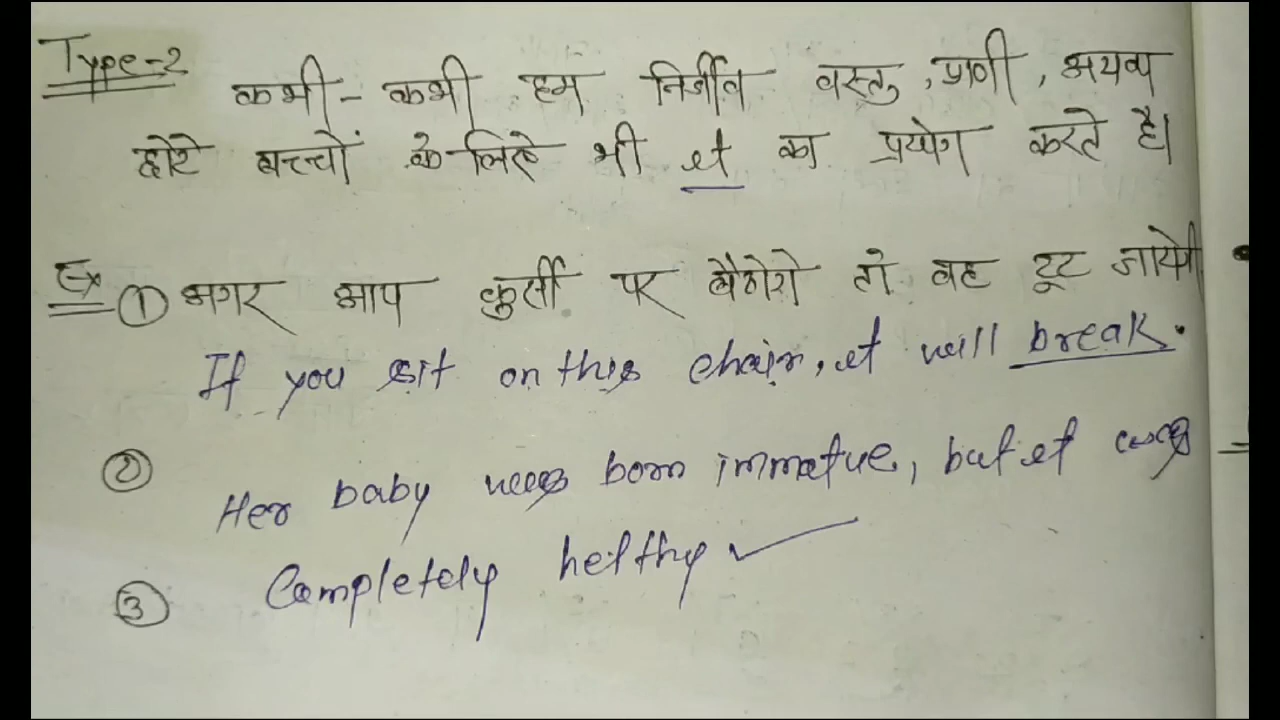 Type-2
कभी - कभी हम निर्जीव वस्तु, प्राणी, अथवा
छोटे बच्चों के लिए भी it का प्रयोग करते है।
Ex ① अगर आप कुर्सी पर बैठोगे तो वह टूट जायेगी
If you sit on this chair, it will break.
② Her baby was born immatue, but it was
Completely helthy ✓
③